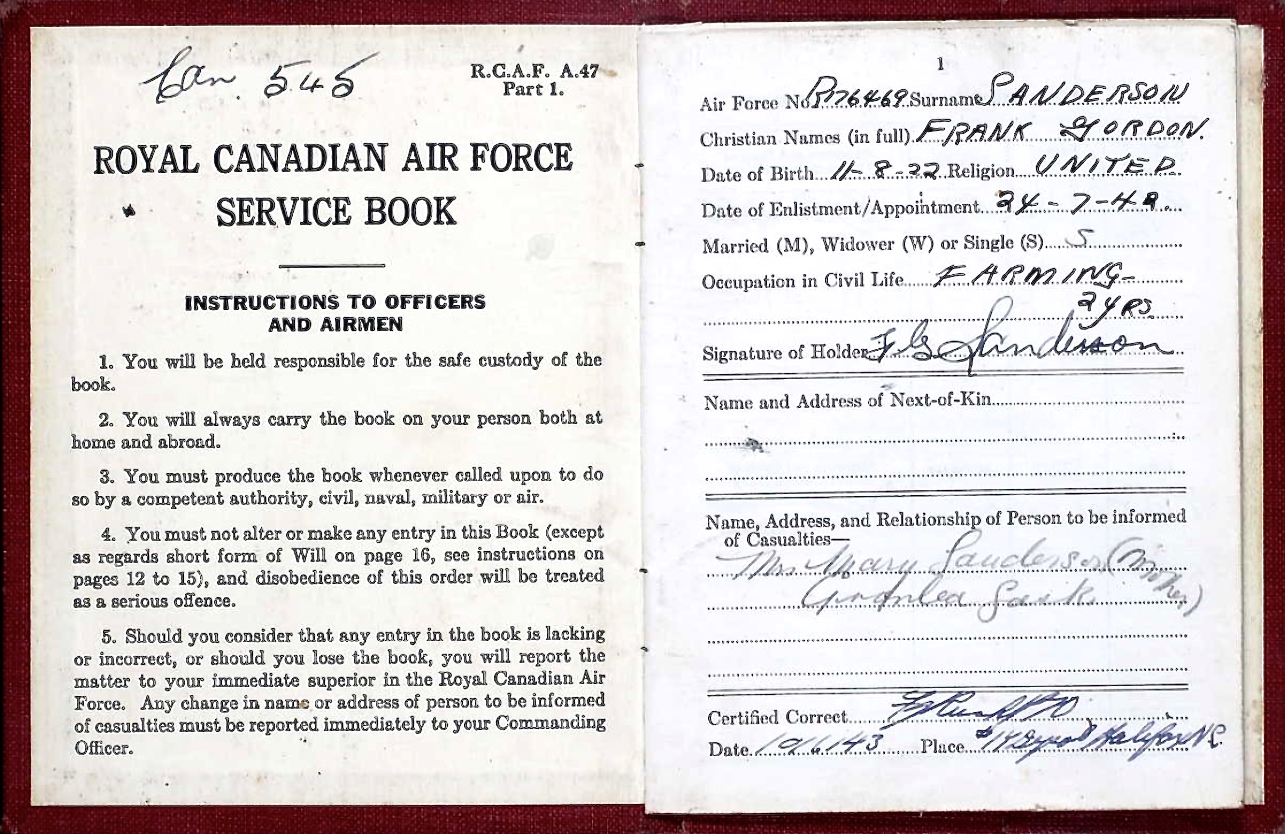 Can. 545
R.C.A.F. A.47
Part 1.
ROYAL CANADIAN AIR FORCE
SERVICE BOOK
INSTRUCTIONS TO OFFICERS
AND AIRMEN
1. You will be held responsible for the safe custody of the
book.
2. You will always carry the book on your person both at
home and abroad.
3. You must produce the book whenever called upon to do
so by a competent authority, civil, naval, military or air.
4. You must not alter or make any entry in this Book (except
as regards short form of Will on page 16, see instructions on
pages 12 to 15), and disobedience of this order will be treated
as a serious offence.
5. Should you consider that any entry in the book is lacking
or incorrect, or should you lose the book, you will report the
matter to your immediate superior in the Royal Canadian Air
Force. Any change in name or address of person to be informed
of casualties must be reported immediately to your Commanding
Officer.
1
Air Force No R176469 Surname SANDERSON
Christian Names (in full) FRANK GORDON.
Date of Birth 11-8-22 Religion UNITED
Date of Enlistment/Appointment 24-7-42
Married (M), Widower (W) or Single (S) S
Occupation in Civil Life FARMING-
2 YRS.
Signature of Holder F G Sanderson
Name and Address of Next-of-Kin
Name, Address, and Relationship of Person to be informed
of Casualties—
Mrs Mary Sanderson (mother)
Sask.
Certified Correct
Date 19/6/43 Place Halifax N.S.